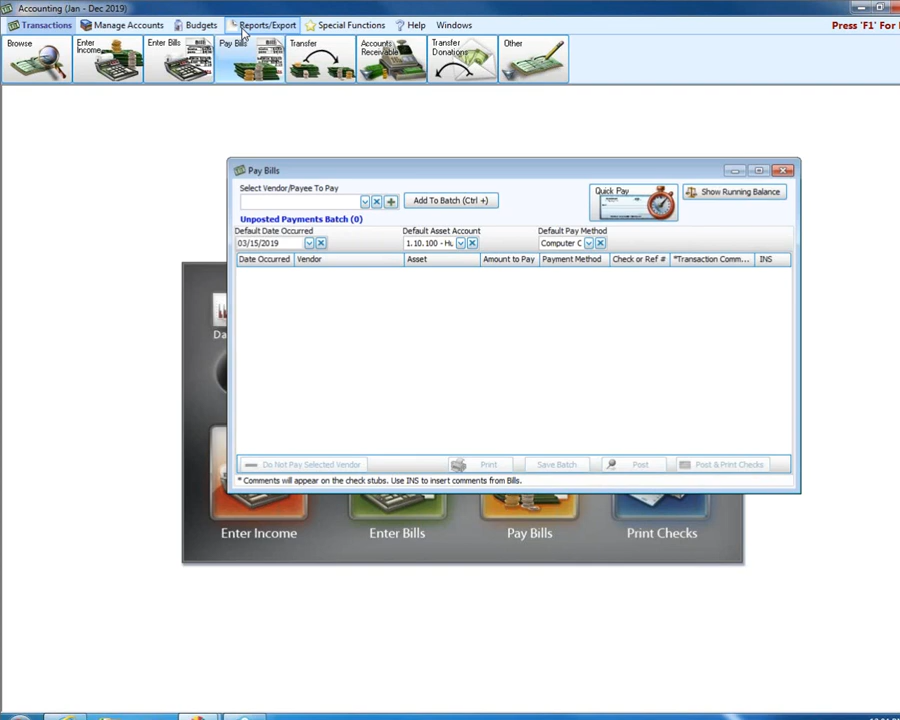 Accounting (Jan - Dec 2019)
Transactions Manage Accounts Budgets Reports/Export Special Functions Help Windows Press 'F1' For
Browse Enter Income Enter Bills Pay Bills Transfer Accounts Receivable Transfer Donations Other
Pay Bills
Select Vendor/Payee To Pay
Add To Batch (Ctrl +) Quick Pay Show Running Balance
Unposted Payments Batch (0)
Default Date Occurred Default Asset Account Default Pay Method
03/15/2019 1.10.100 - Hu Computer C
Date Occurred Vendor Asset Amount to Pay Payment Method Check or Ref # *Transaction Comm... INS
Do Not Pay Selected Vendor Print Save Batch Post Post & Print Checks
* Comments will appear on the check stubs. Use INS to insert comments from Bills.
Da
Enter Income Enter Bills Pay Bills Print Checks